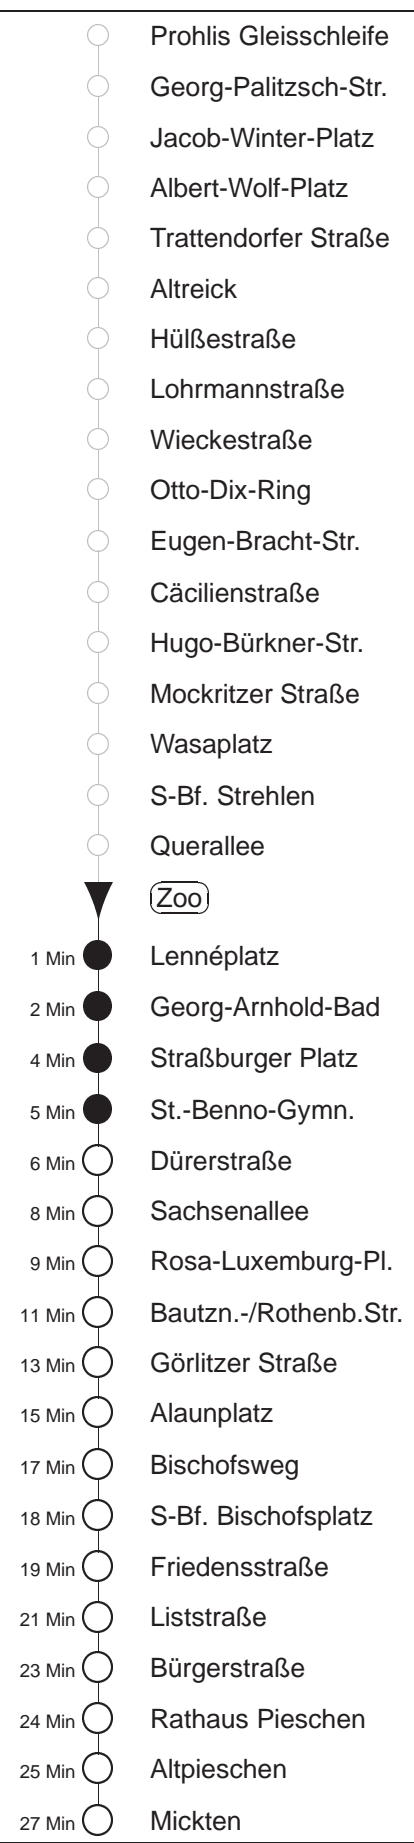 Prohlis Gleisschleife
Georg-Palitzsch-Str.
Jacob-Winter-Platz
Albert-Wolf-Platz
Trattendorfer Straße
Altreick
Hülßestraße
Lohrmannstraße
Wieckestraße
Otto-Dix-Ring
Eugen-Bracht-Str.
Cäcilienstraße
Hugo-Bürkner-Str.
Mockritzer Straße
Wasaplatz
S-Bf. Strehlen
Querallee
Zoo
1 Min Lennéplatz
2 Min Georg-Arnhold-Bad
4 Min Straßburger Platz
5 Min St.-Benno-Gymn.
6 Min Dürerstraße
8 Min Sachsenallee
9 Min Rosa-Luxemburg-Pl.
11 Min Bautzn.-/Rothenb.Str.
13 Min Görlitzer Straße
15 Min Alaunplatz
17 Min Bischofsweg
18 Min S-Bf. Bischofsplatz
19 Min Friedensstraße
21 Min Liststraße
23 Min Bürgerstraße
24 Min Rathaus Pieschen
25 Min Altpieschen
27 Min Mickten